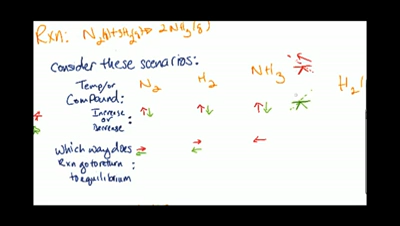 Rxn: N₂(g)+3H₂(g)→ 2NH₃(g)
Consider these scenarios:
Temp/or Compound: N₂ H₂ NH₃ H₂
Increase or Decrease : ↑↓ ↑↓ ↑↓
Which way does → ← → ← ←
Rxn go to return :
to equilibrium